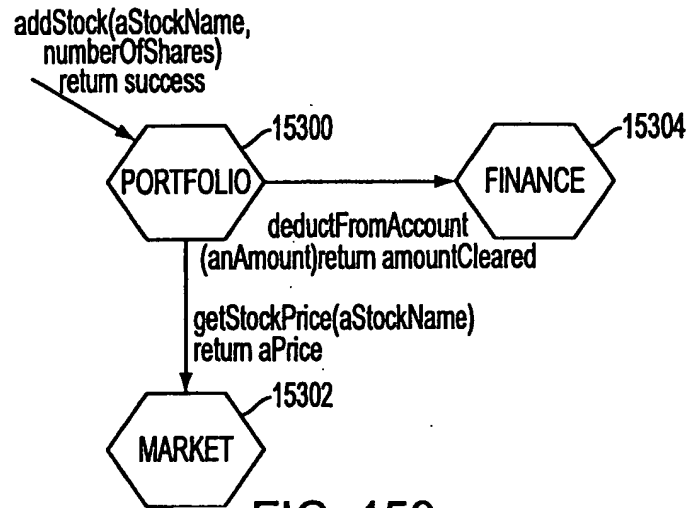 addStock(aStockName,
numberOfShares)
return success
15300
15304
PORTFOLIO
FINANCE
deductFromAccount
(anAmount)return amountCleared
getStockPrice(aStockName)
return aPrice
15302
MARKET